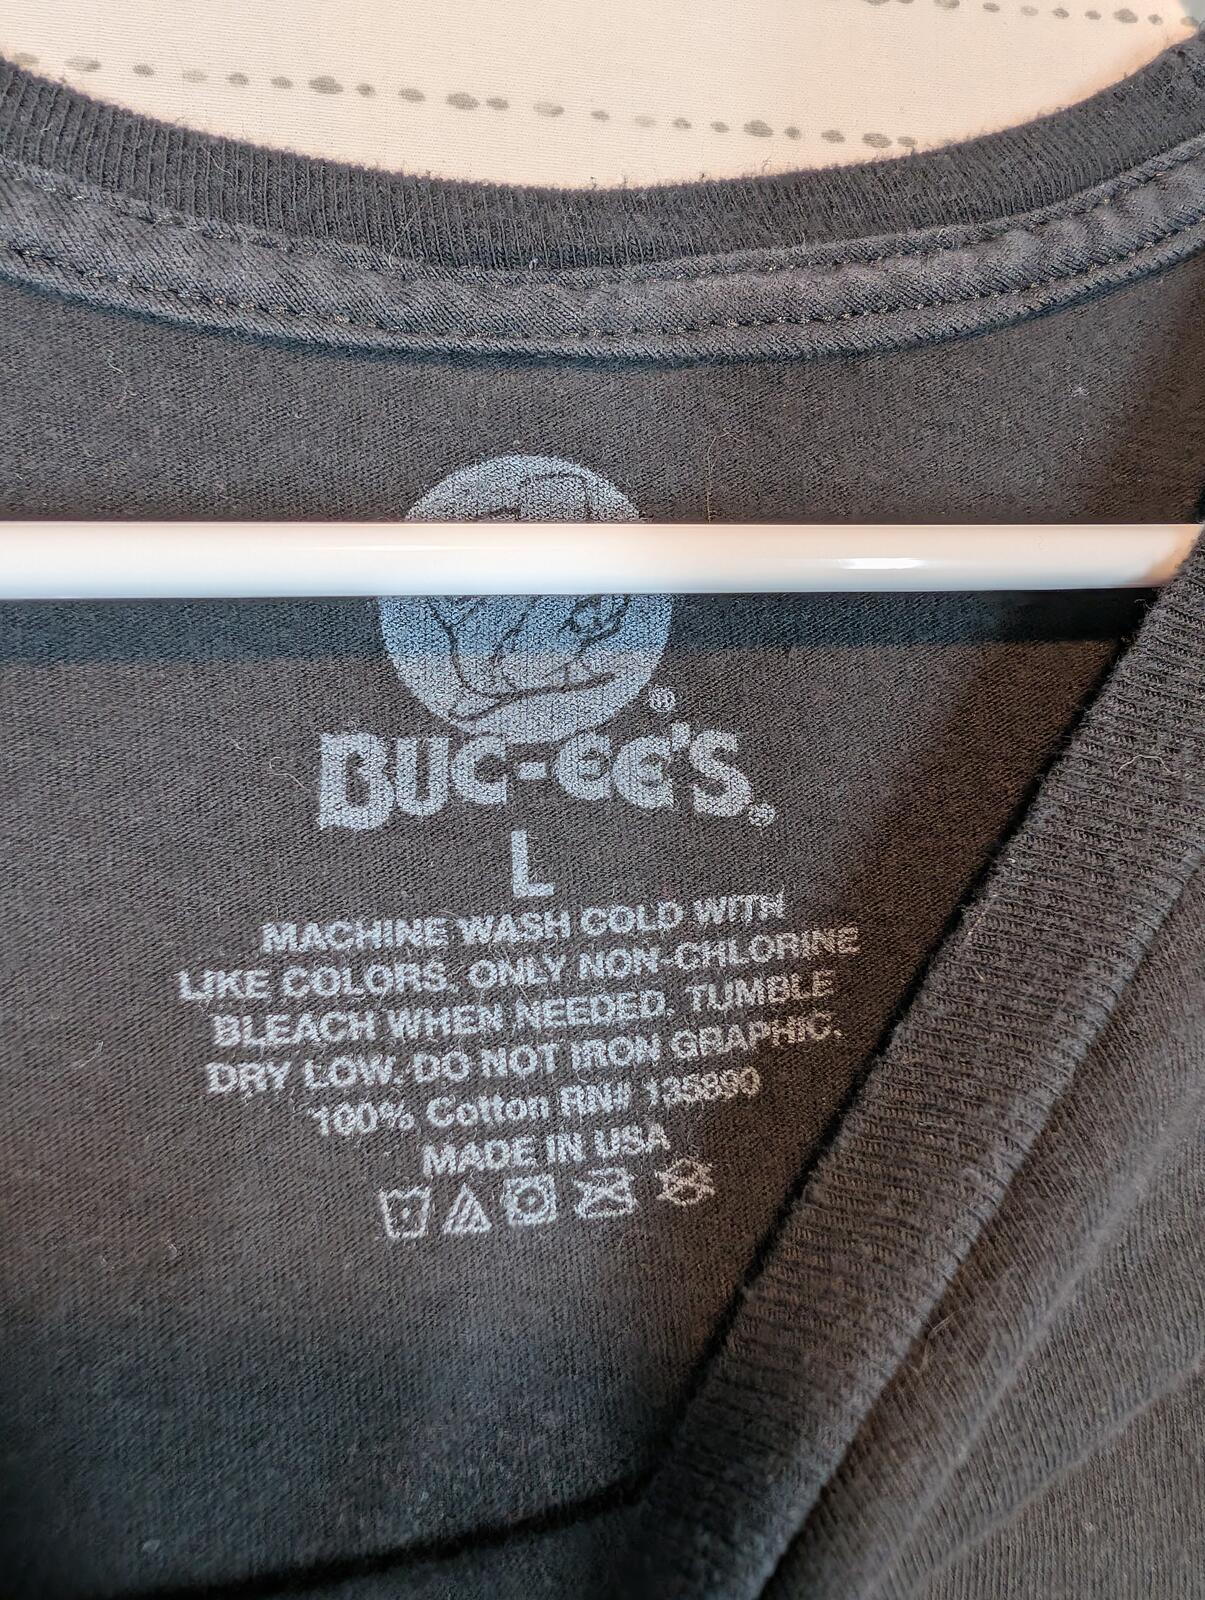 ®
BUC-EE'S®
L
MACHINE WASH COLD WITH
LIKE COLORS. ONLY NON-CHLORINE
BLEACH WHEN NEEDED. TUMBLE
DRY LOW. DO NOT IRON GRAPHIC.
100% Cotton RN# 135890
MADE IN USA